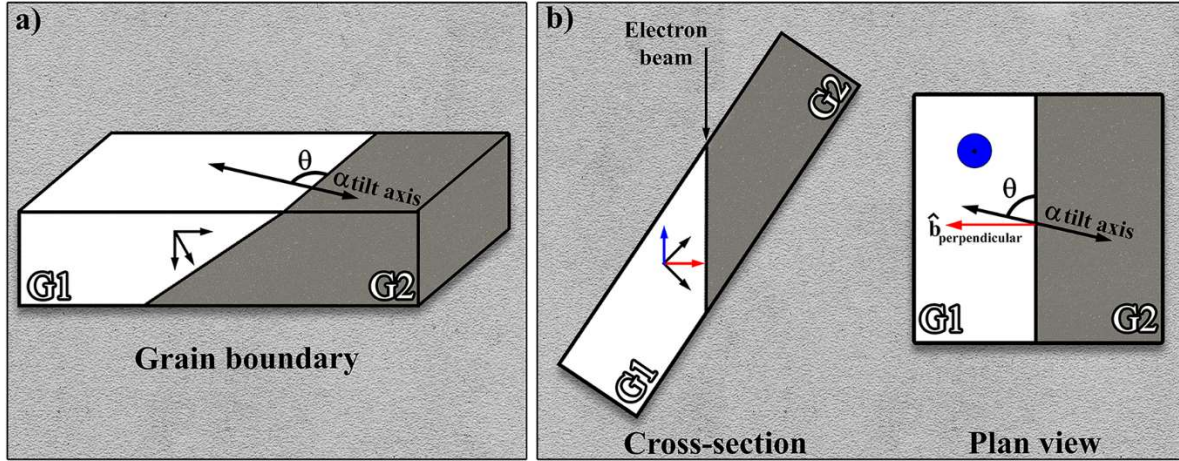 a)
θ
α tilt axis
G1
G2
Grain boundary
b)
Electron
beam
G2
G1
Cross-section
θ
α tilt axis
b̂perpendicular
G1
G2
Plan view